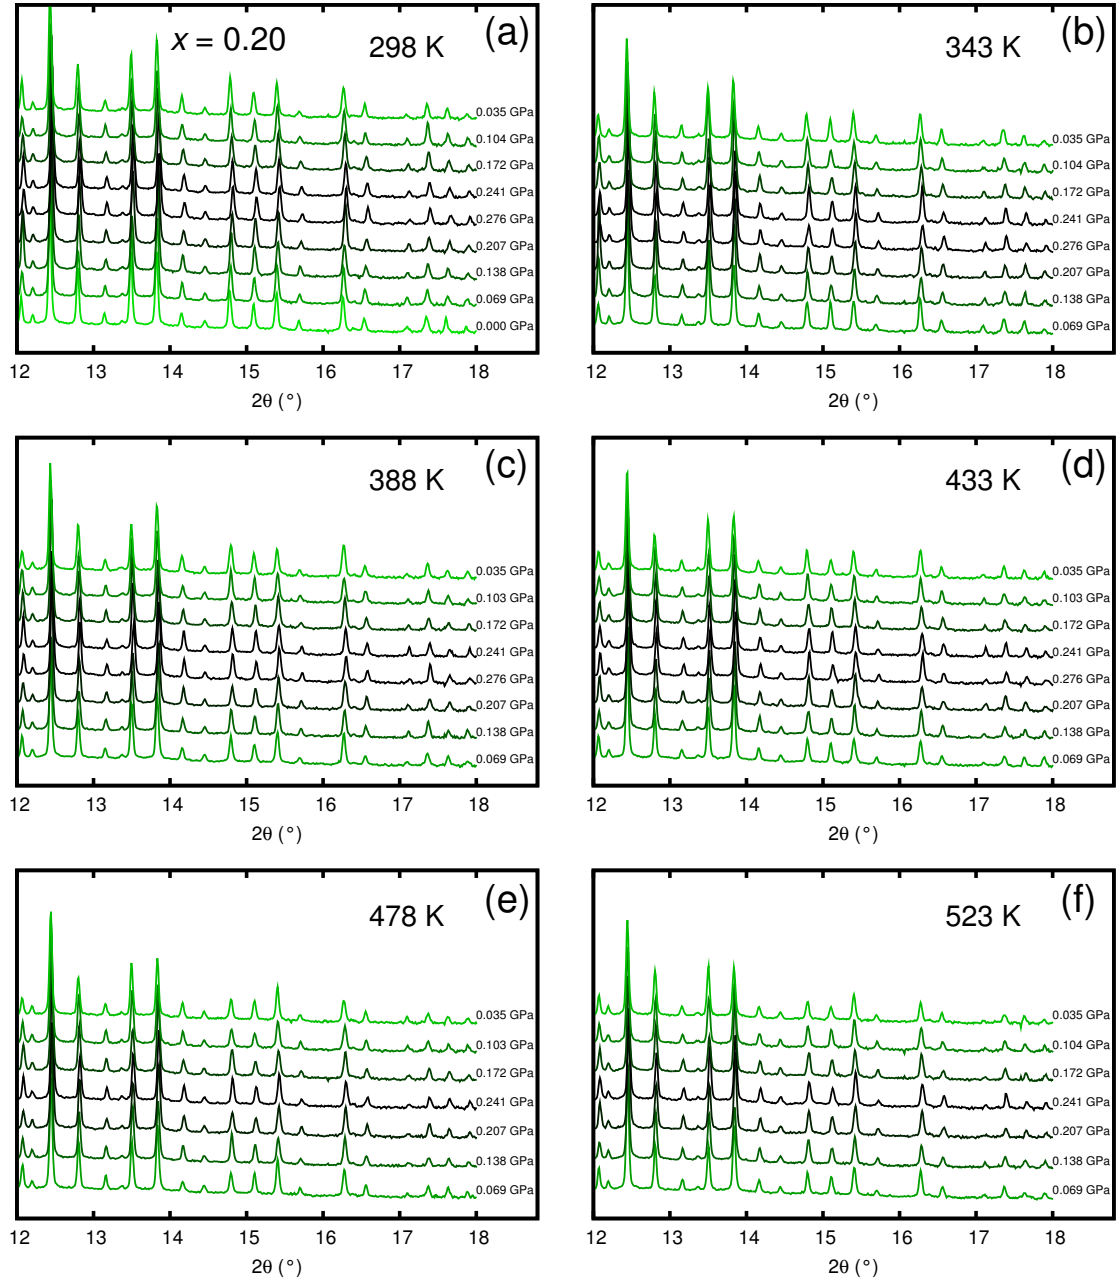 x = 0.20
298 K
(a)
0.035 GPa
0.104 GPa
0.172 GPa
0.241 GPa
0.276 GPa
0.207 GPa
0.138 GPa
0.069 GPa
0.000 GPa
12 13 14 15 16 17 18
2θ (°)
343 K
(b)
0.035 GPa
0.104 GPa
0.172 GPa
0.241 GPa
0.276 GPa
0.207 GPa
0.138 GPa
0.069 GPa
12 13 14 15 16 17 18
2θ (°)
388 K
(c)
0.035 GPa
0.103 GPa
0.172 GPa
0.241 GPa
0.276 GPa
0.207 GPa
0.138 GPa
0.069 GPa
12 13 14 15 16 17 18
2θ (°)
433 K
(d)
0.035 GPa
0.103 GPa
0.172 GPa
0.241 GPa
0.276 GPa
0.207 GPa
0.138 GPa
0.069 GPa
12 13 14 15 16 17 18
2θ (°)
478 K
(e)
0.035 GPa
0.103 GPa
0.172 GPa
0.241 GPa
0.207 GPa
0.138 GPa
0.069 GPa
12 13 14 15 16 17 18
2θ (°)
523 K
(f)
0.035 GPa
0.104 GPa
0.172 GPa
0.241 GPa
0.207 GPa
0.138 GPa
0.069 GPa
12 13 14 15 16 17 18
2θ (°)